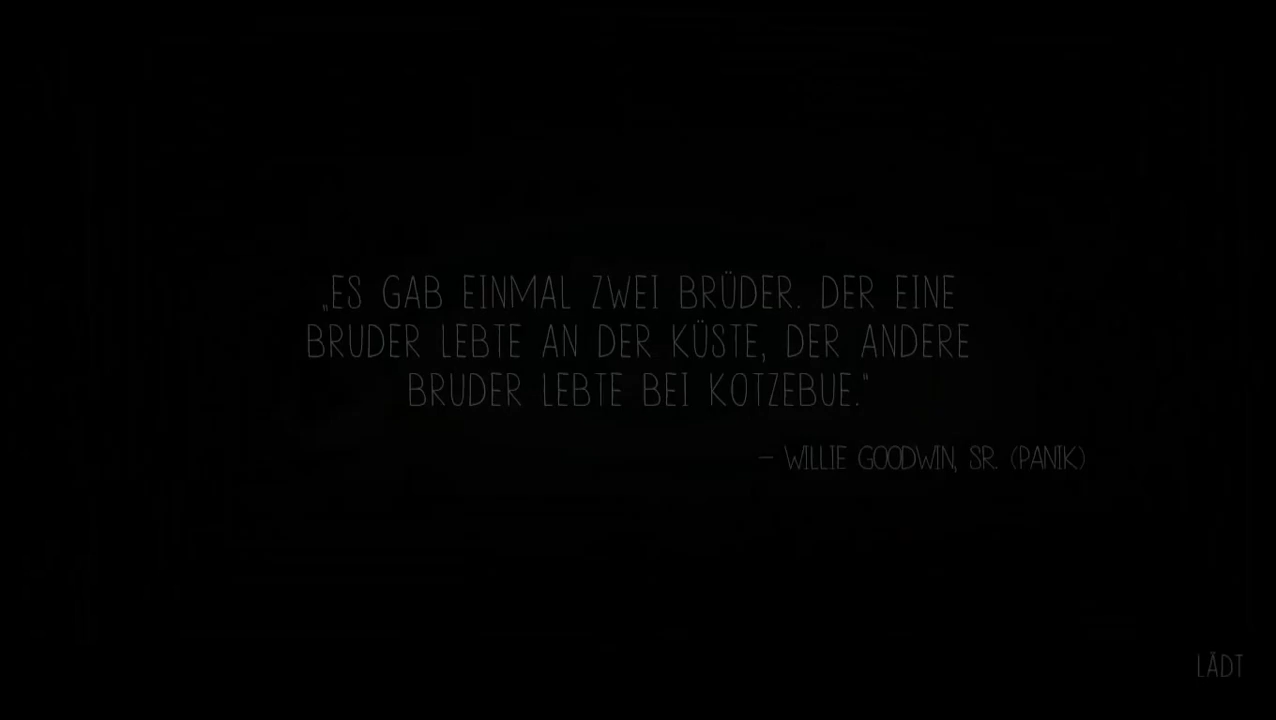 „ES GAB EINMAL ZWEI BRÜDER. DER EINE
BRUDER LEBTE AN DER KÜSTE, DER ANDERE
BRUDER LEBTE BEI KOTZEBUE.“
– WILLIE GOODWIN, SR. (PANIK)
LÄDT